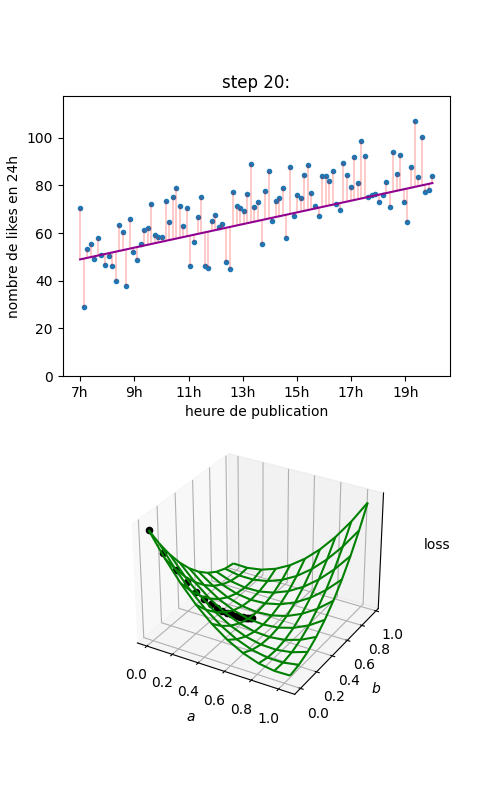 step 20:
nombre de likes en 24h
100
80
60
40
20
0
7h 9h 11h 13h 15h 17h 19h
heure de publication
loss
0.0 0.2 0.4 0.6 0.8 1.0
a
0.0 0.2 0.4 0.6 0.8 1.0
b